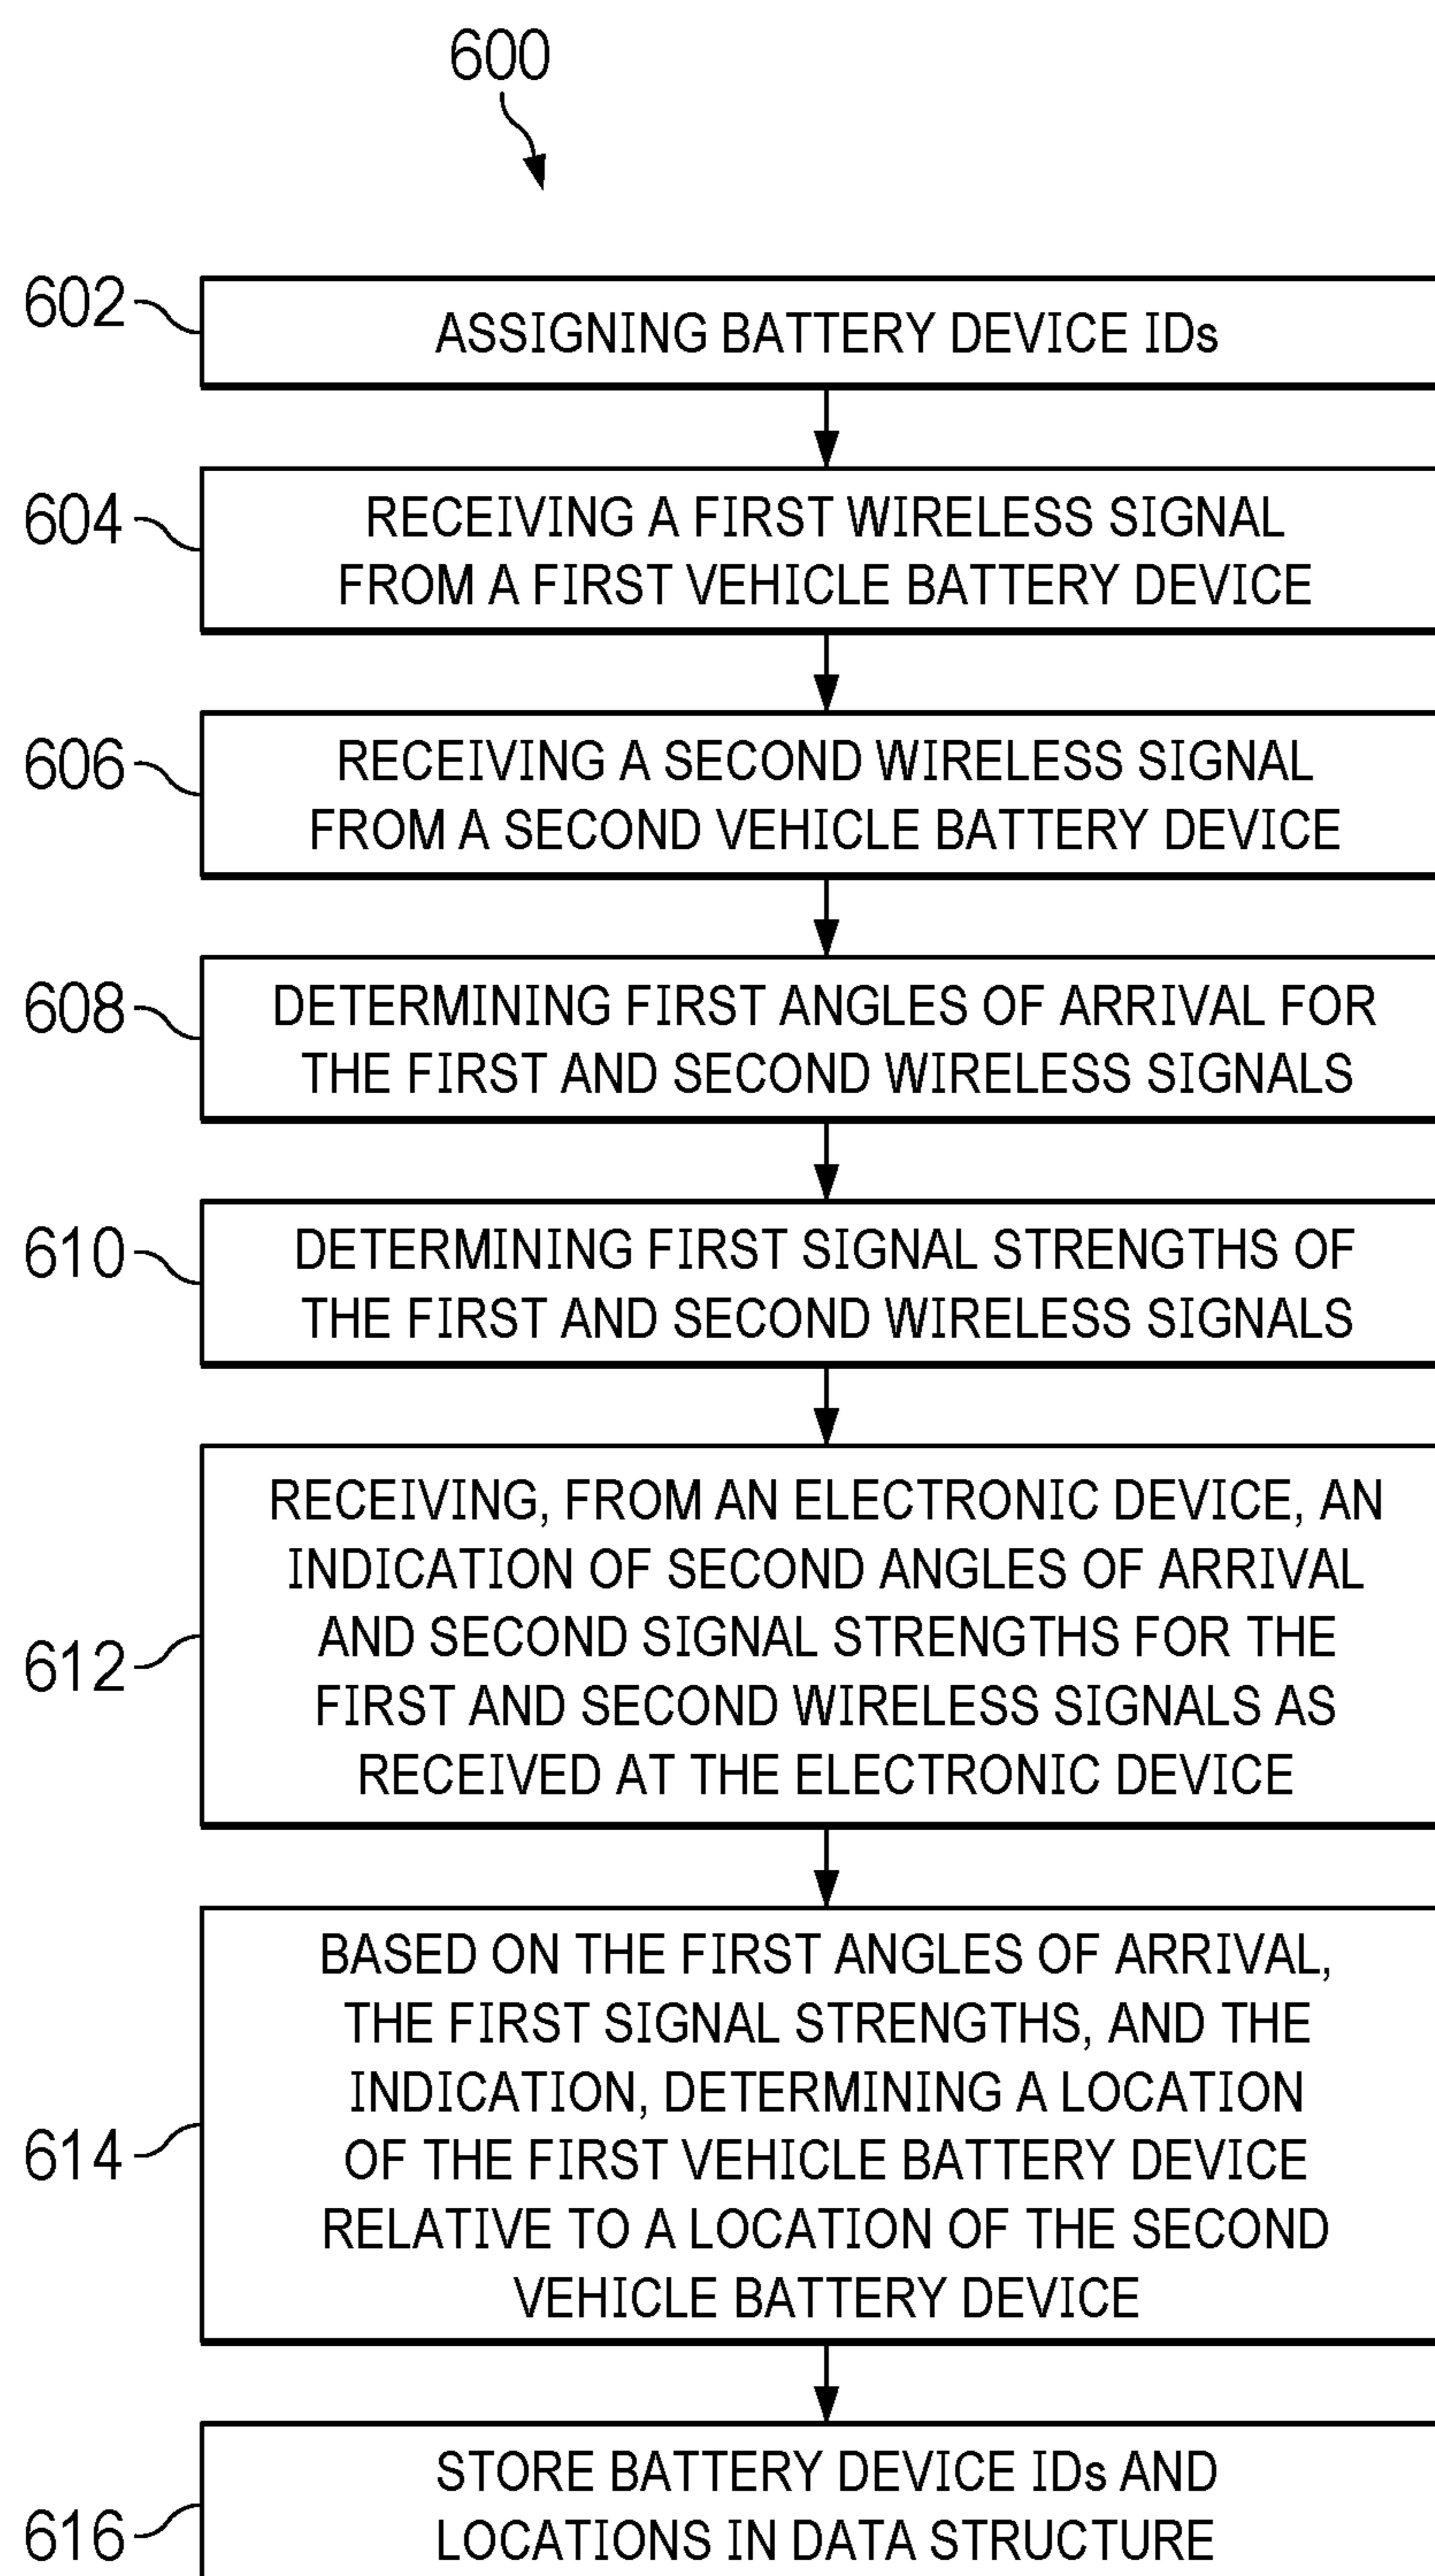 600
602
ASSIGNING BATTERY DEVICE IDs
604
RECEIVING A FIRST WIRELESS SIGNAL
FROM A FIRST VEHICLE BATTERY DEVICE
606
RECEIVING A SECOND WIRELESS SIGNAL
FROM A SECOND VEHICLE BATTERY DEVICE
608
DETERMINING FIRST ANGLES OF ARRIVAL FOR
THE FIRST AND SECOND WIRELESS SIGNALS
610
DETERMINING FIRST SIGNAL STRENGTHS OF
THE FIRST AND SECOND WIRELESS SIGNALS
612
RECEIVING, FROM AN ELECTRONIC DEVICE, AN
INDICATION OF SECOND ANGLES OF ARRIVAL
AND SECOND SIGNAL STRENGTHS FOR THE
FIRST AND SECOND WIRELESS SIGNALS AS
RECEIVED AT THE ELECTRONIC DEVICE
614
BASED ON THE FIRST ANGLES OF ARRIVAL,
THE FIRST SIGNAL STRENGTHS, AND THE
INDICATION, DETERMINING A LOCATION
OF THE FIRST VEHICLE BATTERY DEVICE
RELATIVE TO A LOCATION OF THE SECOND
VEHICLE BATTERY DEVICE
616
STORE BATTERY DEVICE IDs AND
LOCATIONS IN DATA STRUCTURE